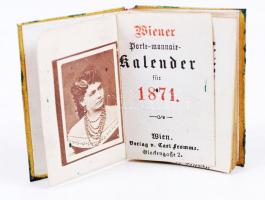 Wiener
Porte-monnaie-
Kalender
für
1871.
Wien.
Verlag v. Carl Fromme.
Glockengasse 2.